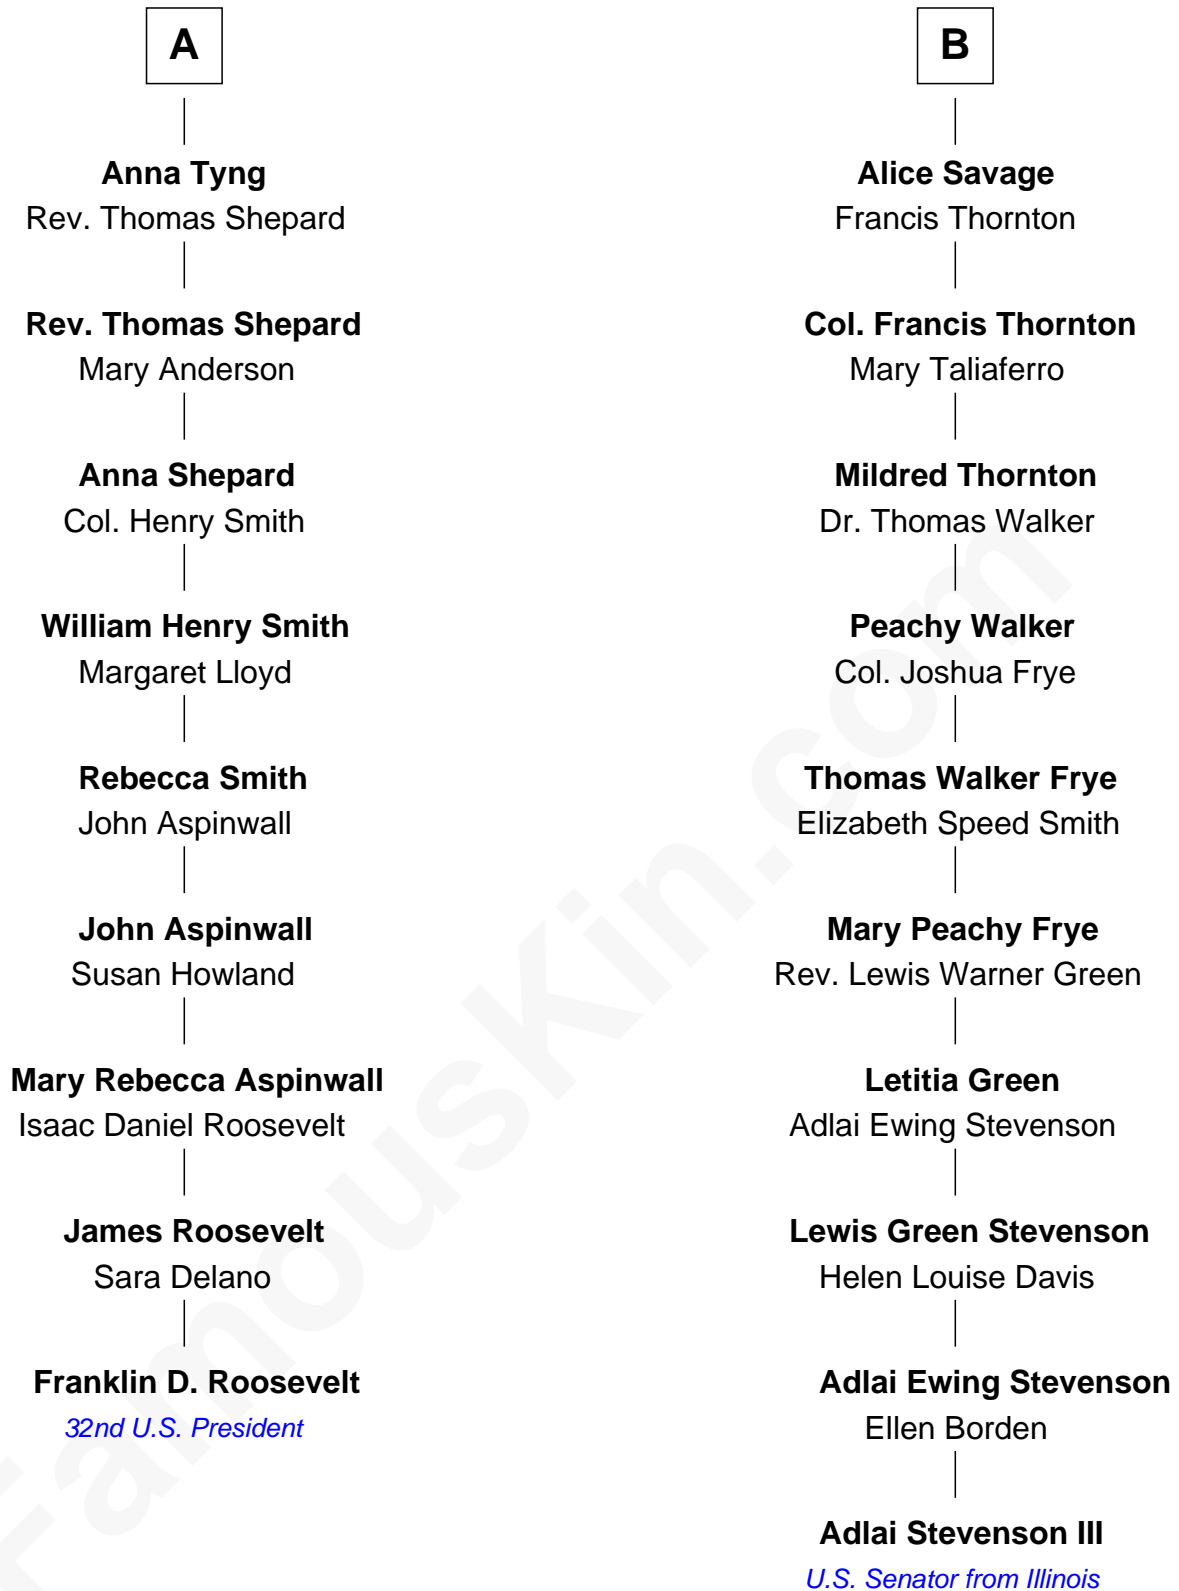 A
Anna Tyng
Rev. Thomas Shepard
Rev. Thomas Shepard
Mary Anderson
Anna Shepard
Col. Henry Smith
William Henry Smith
Margaret Lloyd
Rebecca Smith
John Aspinwall
John Aspinwall
Susan Howland
Mary Rebecca Aspinwall
Isaac Daniel Roosevelt
James Roosevelt
Sara Delano
Franklin D. Roosevelt
32nd U.S. President
B
Alice Savage
Francis Thornton
Col. Francis Thornton
Mary Taliaferro
Mildred Thornton
Dr. Thomas Walker
Peachy Walker
Col. Joshua Frye
Thomas Walker Frye
Elizabeth Speed Smith
Mary Peachy Frye
Rev. Lewis Warner Green
Letitia Green
Adlai Ewing Stevenson
Lewis Green Stevenson
Helen Louise Davis
Adlai Ewing Stevenson
Ellen Borden
Adlai Stevenson III
U.S. Senator from Illinois
FamousKin.com